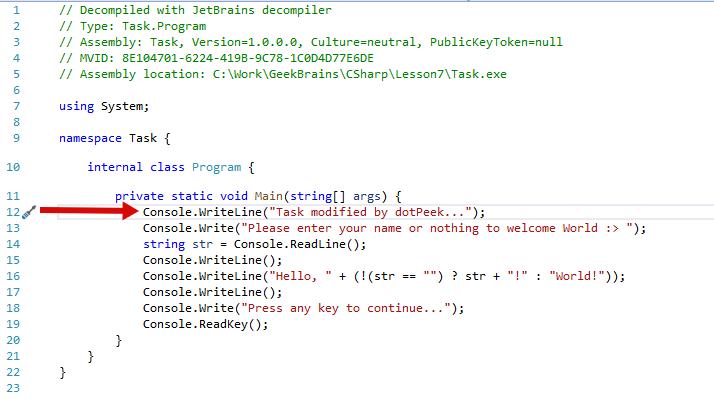 1 // Decompiled with JetBrains decompiler
2 // Type: Task.Program
3 // Assembly: Task, Version=1.0.0.0, Culture=neutral, PublicKeyToken=null
4 // MVID: 8E104701-6224-419B-9C78-1C0D4D77E6DE
5 // Assembly location: C:\Work\GeekBrains\CSharp\Lesson7\Task.exe
6
7 using System;
8
9 namespace Task {
10 internal class Program {
11 private static void Main(string[] args) {
12 Console.WriteLine("Task modified by dotPeek...");
13 Console.Write("Please enter your name or nothing to welcome World :> ");
14 string str = Console.ReadLine();
15 Console.WriteLine();
16 Console.WriteLine("Hello, " + (!(str == "") ? str + "!" : "World!"));
17 Console.WriteLine();
18 Console.Write("Press any key to continue...");
19 Console.ReadKey();
20 }
21 }
22 }
23